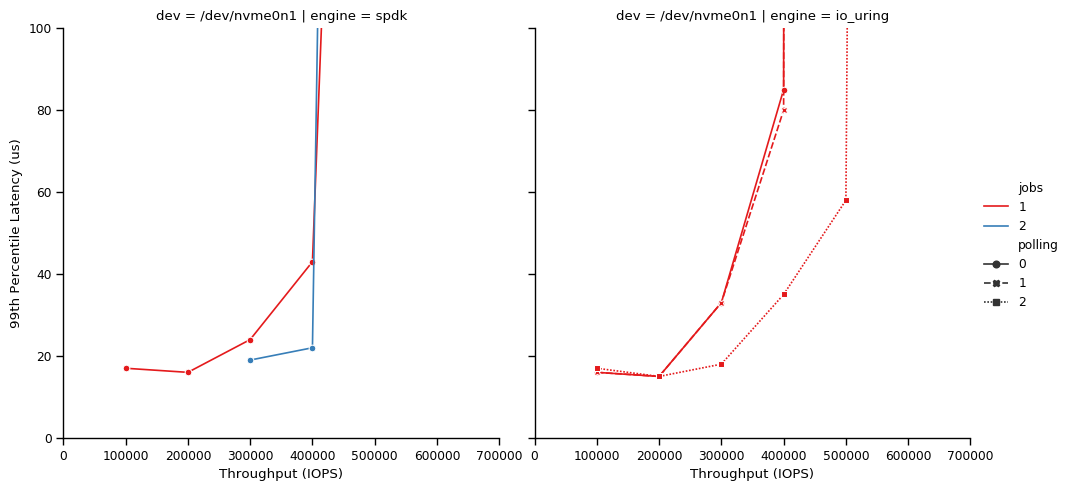 dev = /dev/nvme0n1 | engine = spdk
dev = /dev/nvme0n1 | engine = io_uring
99th Percentile Latency (us)
100
80
60
40
20
0
0 100000 200000 300000 400000 500000 600000 700000
Throughput (IOPS)
0 100000 200000 300000 400000 500000 600000 700000
Throughput (IOPS)
jobs
1
2
polling
0
1
2